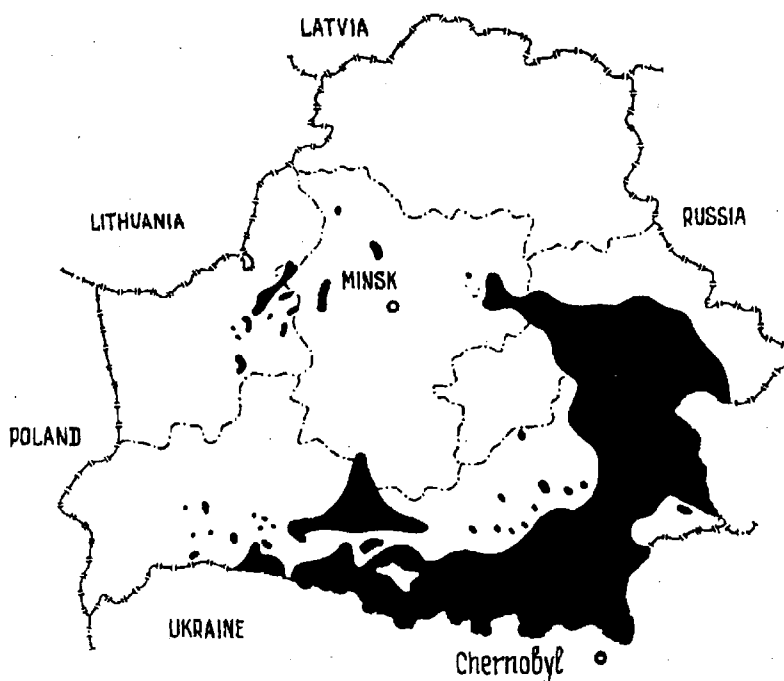 LATVIA
LITHUANIA
RUSSIA
MINSK
POLAND
UKRAINE
Chernobyl